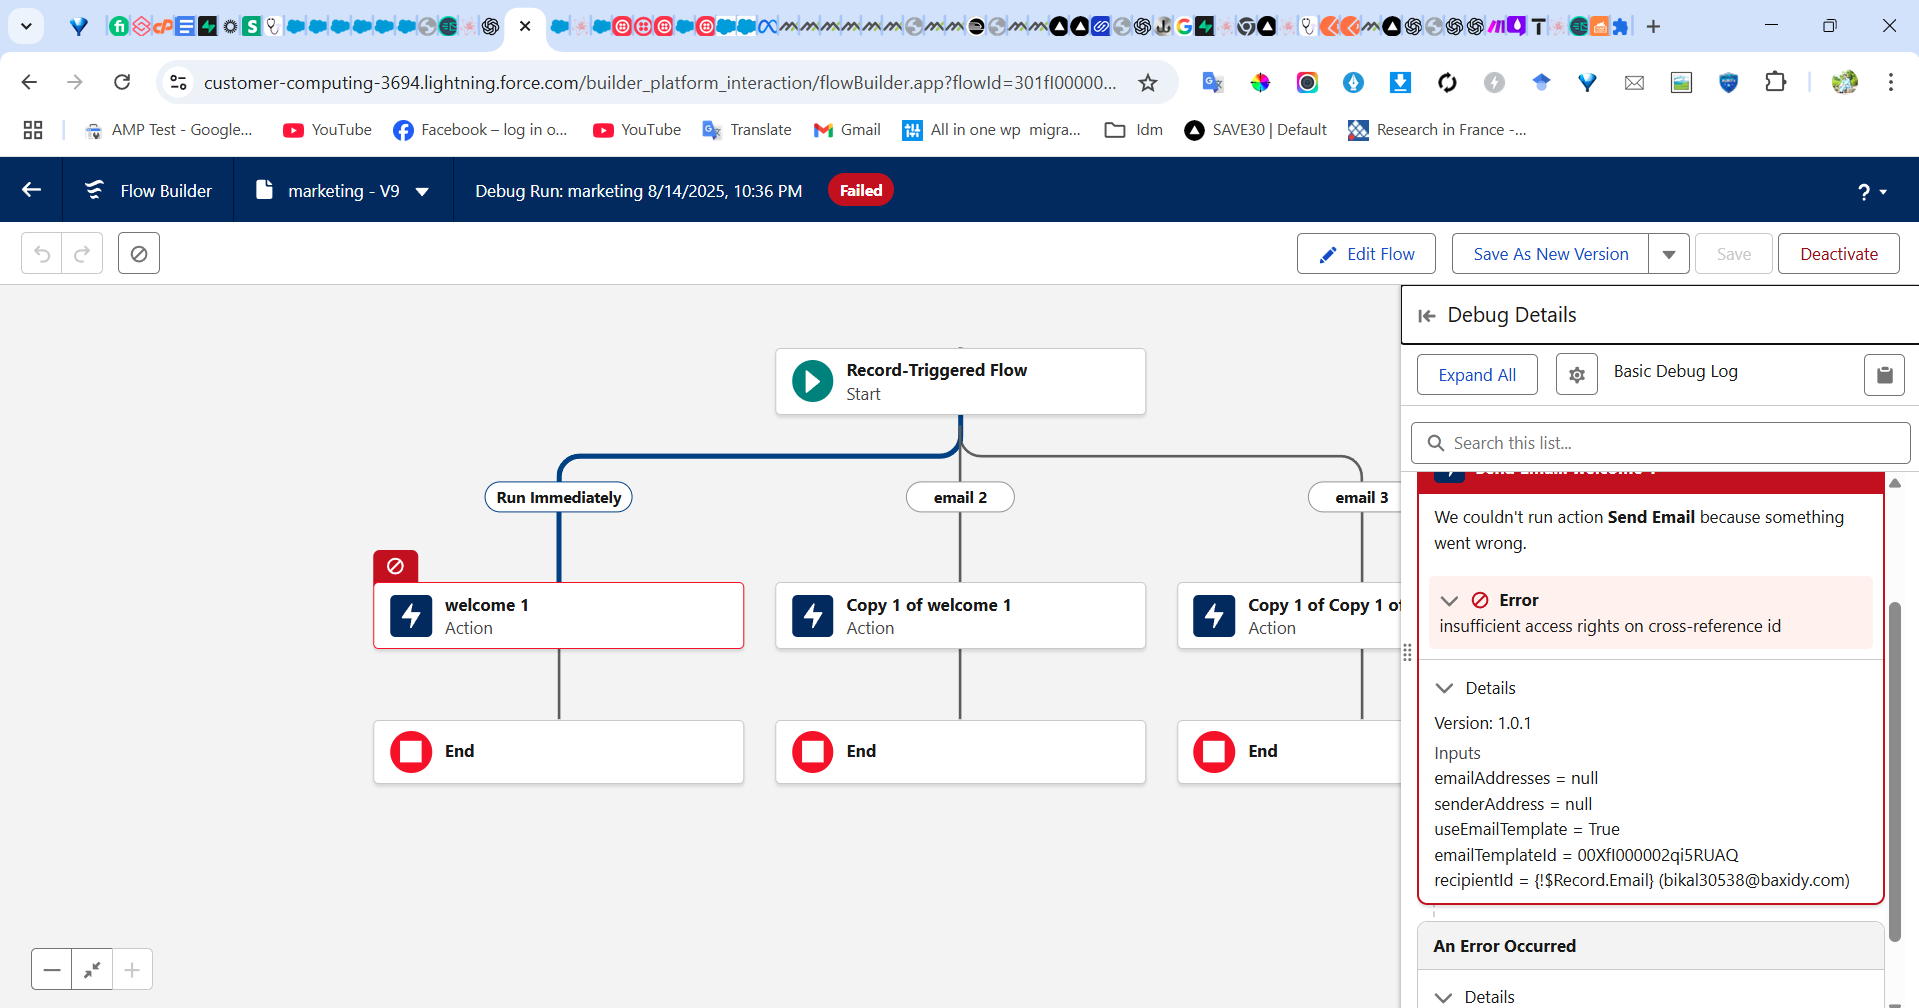 customer-computing-3694.lightning.force.com/builder_platform_interaction/flowBuilder.app?flowId=301fI00000...
AMP Test - Google...
YouTube
Facebook – log in o...
YouTube
Translate
Gmail
All in one wp migra...
Idm
SAVE30 | Default
Research in France -...
Flow Builder
marketing - V9
Debug Run: marketing 8/14/2025, 10:36 PM
Failed
?
Edit Flow
Save As New Version
Save
Deactivate
Debug Details
Expand All
Basic Debug Log
Search this list...
Record-Triggered Flow
Start
Run Immediately
email 2
email 3
welcome 1
Action
Copy 1 of welcome 1
Action
Copy 1 of Copy 1 of
Action
End
End
End
We couldn't run action Send Email because something
went wrong.
Error
insufficient access rights on cross-reference id
Details
Version: 1.0.1
Inputs
emailAddresses = null
senderAddress = null
useEmailTemplate = True
emailTemplateId = 00XfI000002qi5RUAQ
recipientId = {!$Record.Email} (bikal30538@baxidy.com)
An Error Occurred
Details